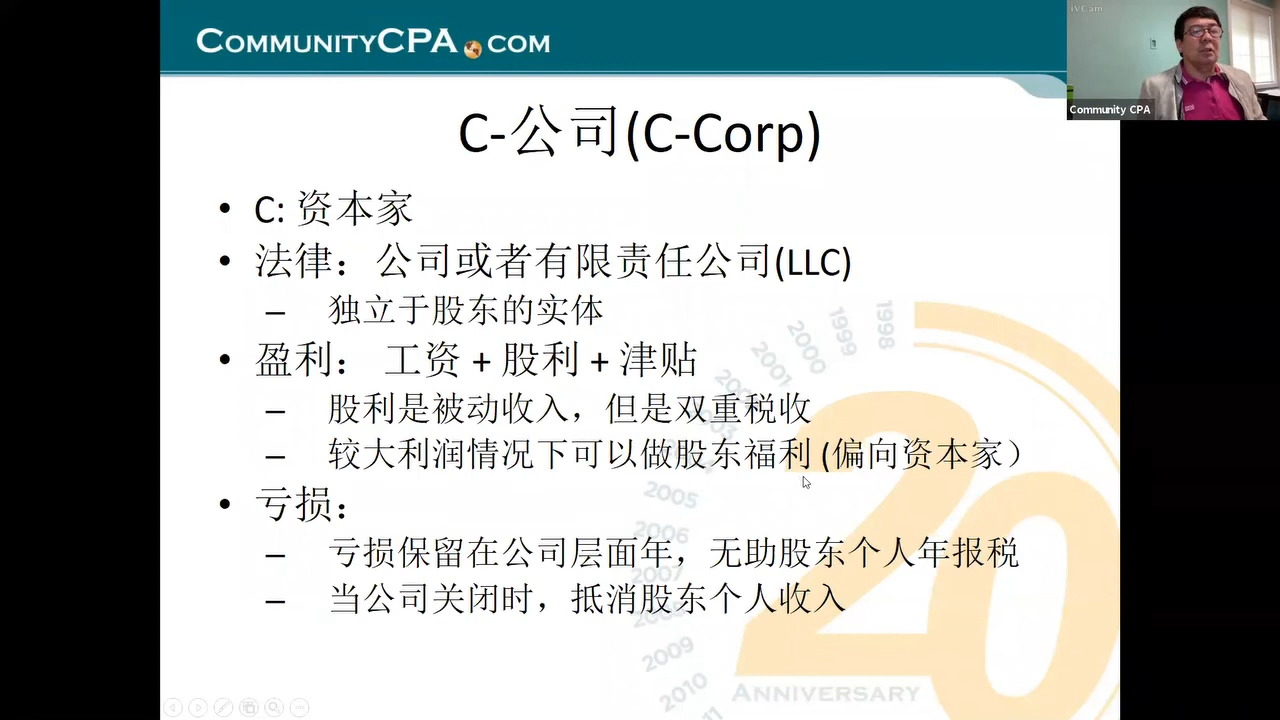 COMMUNITYCPA.COM
iVCam
Community CPA
C-公司(C-Corp)
• C: 资本家
• 法律：公司或者有限责任公司(LLC)
– 独立于股东的实体
• 盈利： 工资 + 股利 + 津贴
– 股利是被动收入，但是双重税收
– 较大利润情况下可以做股东福利 (偏向资本家）
• 亏损：
– 亏损保留在公司层面年，无助股东个人年报税
– 当公司关闭时，抵消股东个人收入
1998
1999
2000
2001
2005
2006
2007
2009
2010
20
ANNIVERSARY